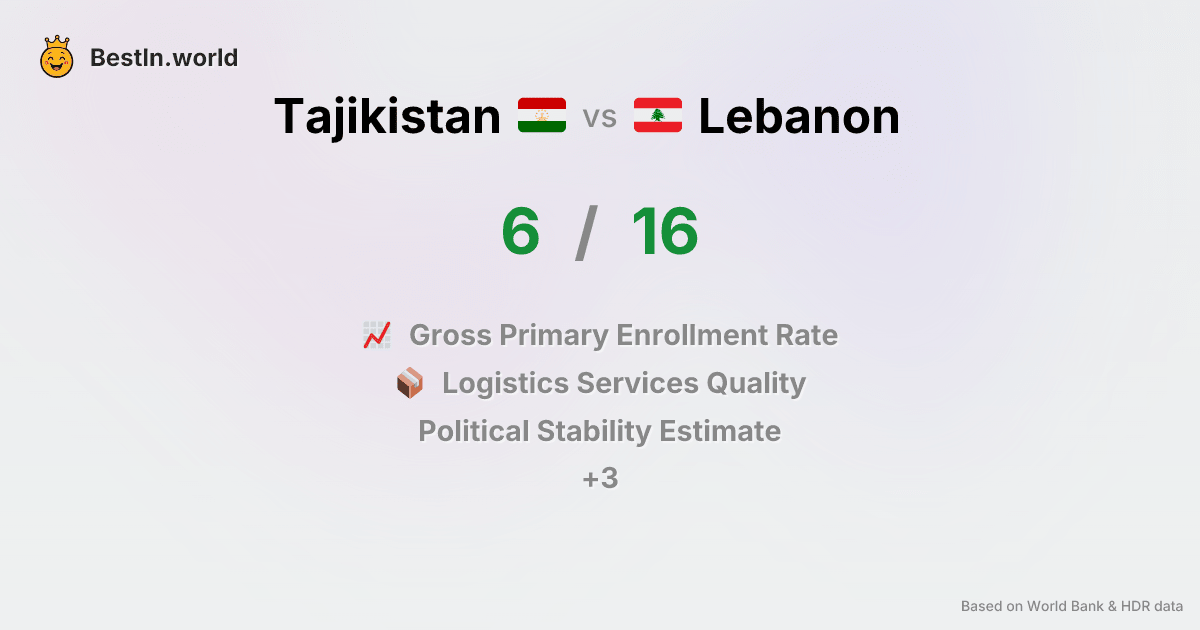 BestIn.world
Tajikistan vs Lebanon
6 / 16
Gross Primary Enrollment Rate
Logistics Services Quality
Political Stability Estimate
+3
Based on World Bank & HDR data